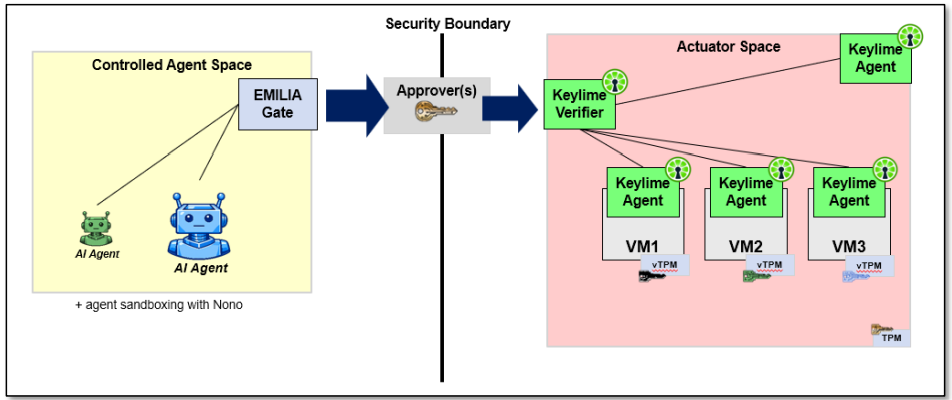 Security Boundary
Controlled Agent Space
EMILIA
Gate
AI Agent
AI Agent
+ agent sandboxing with Nono
Approver(s)
Actuator Space
Keylime
Agent
Keylime
Verifier
Keylime
Agent
VM1
vTPM
Keylime
Agent
VM2
vTPM
Keylime
Agent
VM3
vTPM
TPM